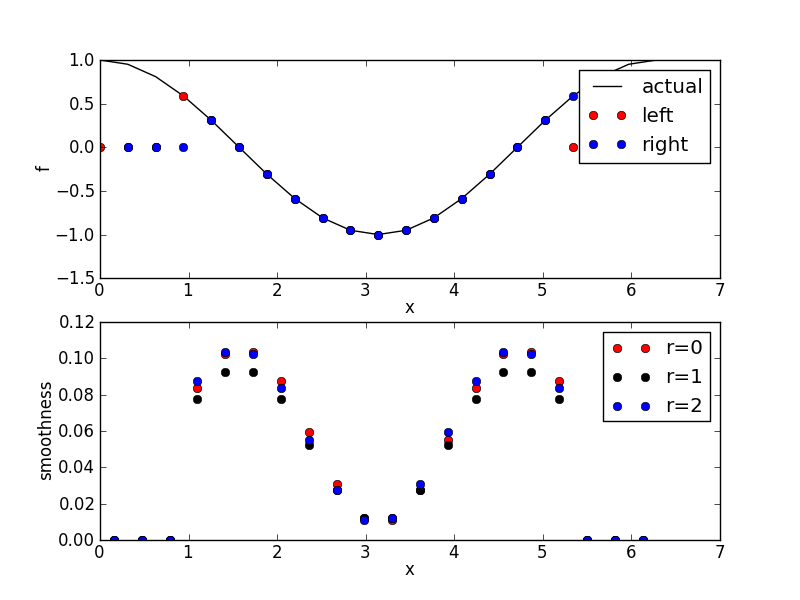 1.0
0.5
0.0
−0.5
−1.0
−1.5
f
0 1 2 3 4 5 6 7
x
actual
left
right
0.12
0.10
0.08
0.06
0.04
0.02
0.00
smoothness
0 1 2 3 4 5 6 7
x
r=0
r=1
r=2